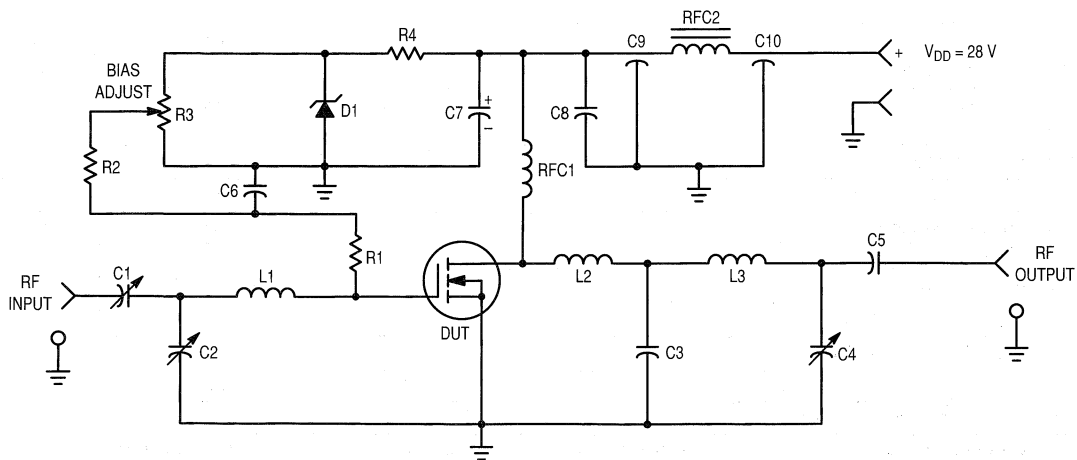 RFC2
R4
C9
C10
+ V_DD = 28 V
BIAS
ADJUST
R3
D1
C7
+
–
C8
R2
RFC1
C6
R1
C5
RF
OUTPUT
C1
L1
L2
L3
RF
INPUT
DUT
C2
C3
C4